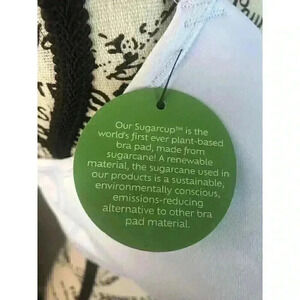 Our Sugarcup™ is the
world's first ever plant-based
bra pad, made from
sugarcane! A renewable
material, the sugarcane used in
our products is a sustainable,
environmentally conscious,
emissions-reducing
alternative to other bra
pad material.